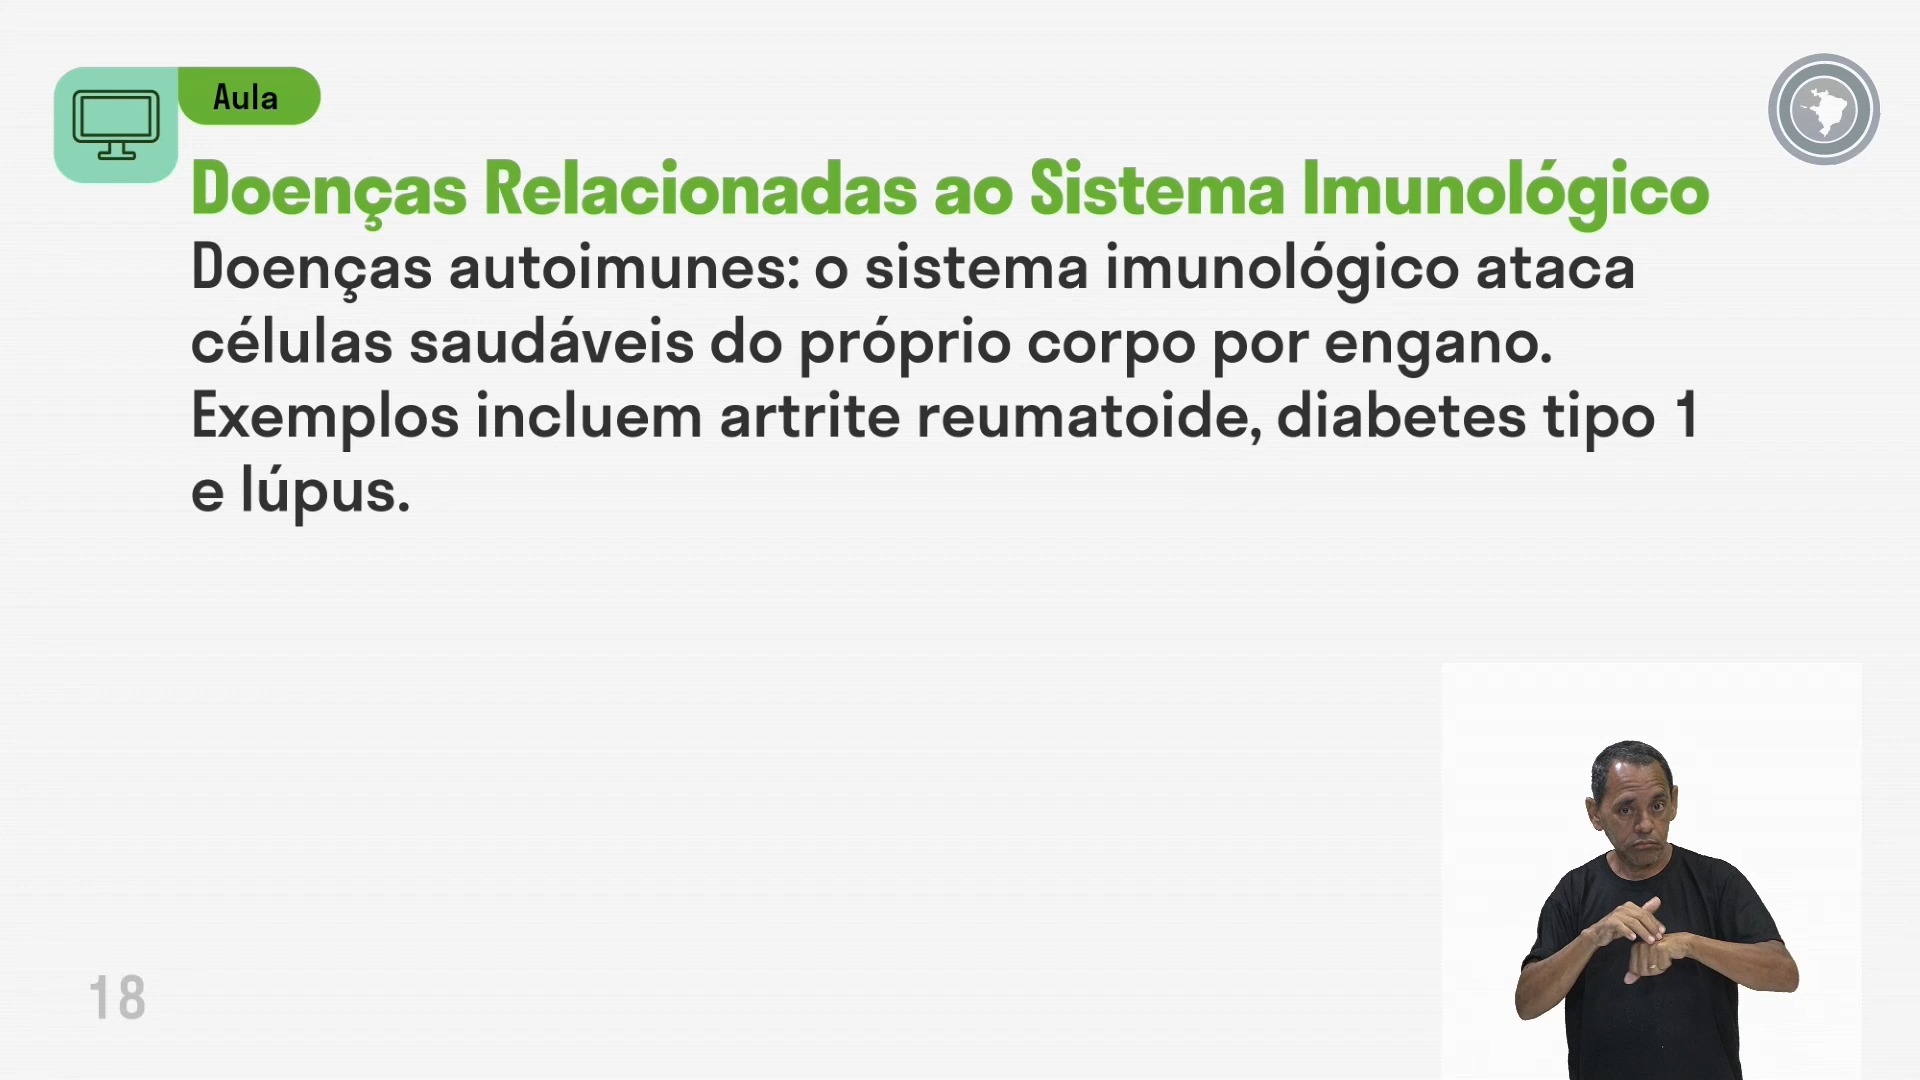 Aula
Doenças Relacionadas ao Sistema Imunológico
Doenças autoimunes: o sistema imunológico ataca
células saudáveis do próprio corpo por engano.
Exemplos incluem artrite reumatoide, diabetes tipo 1
e lúpus.
18